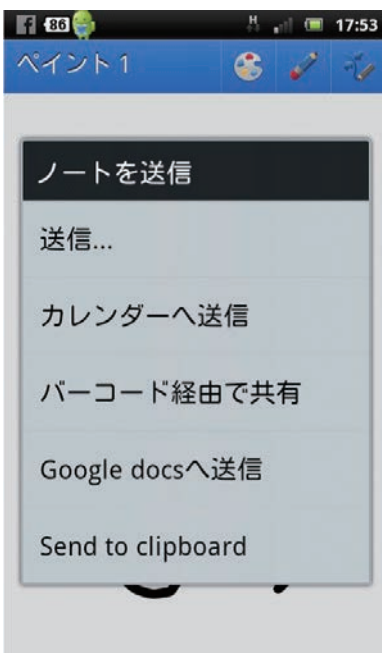 86 H 17:53
ペイント 1
ノートを送信
送信...
カレンダーへ送信
バーコード経由で共有
Google docsへ送信
Send to clipboard